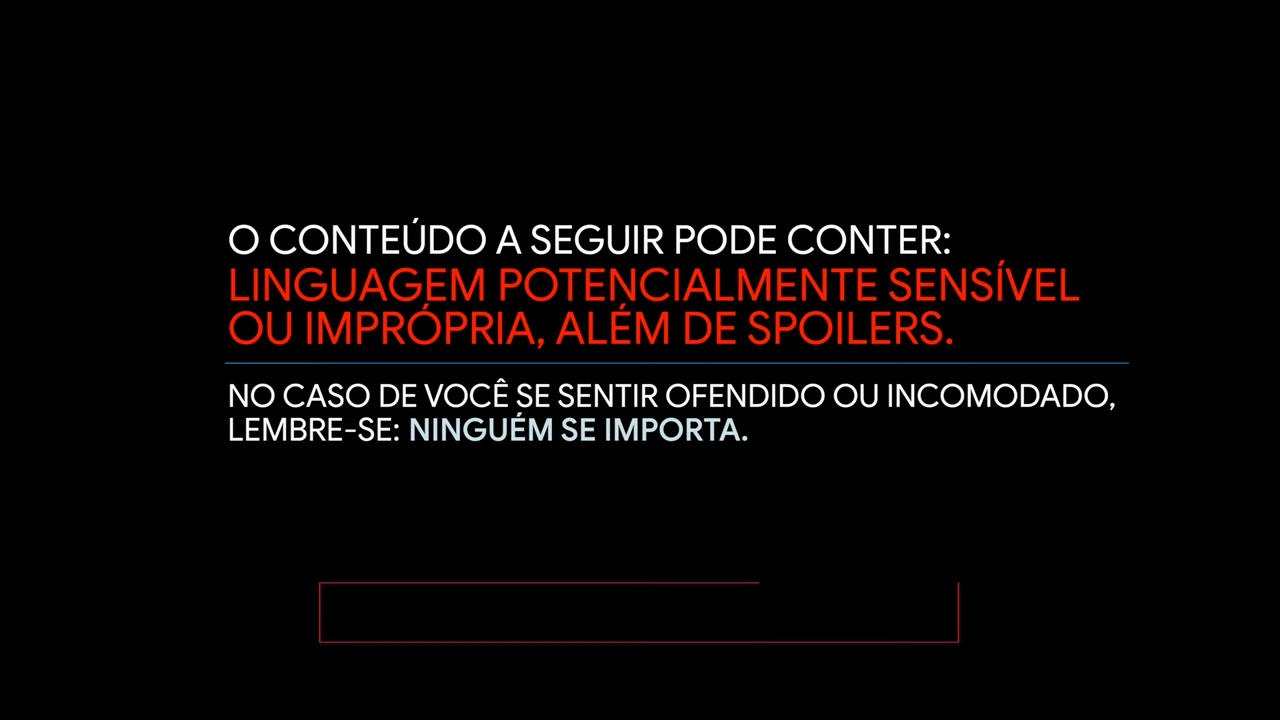 O CONTEÚDO A SEGUIR PODE CONTER:
LINGUAGEM POTENCIALMENTE SENSÍVEL
OU IMPRÓPRIA, ALÉM DE SPOILERS.
NO CASO DE VOCÊ SE SENTIR OFENDIDO OU INCOMODADO,
LEMBRE-SE: NINGUÉM SE IMPORTA.